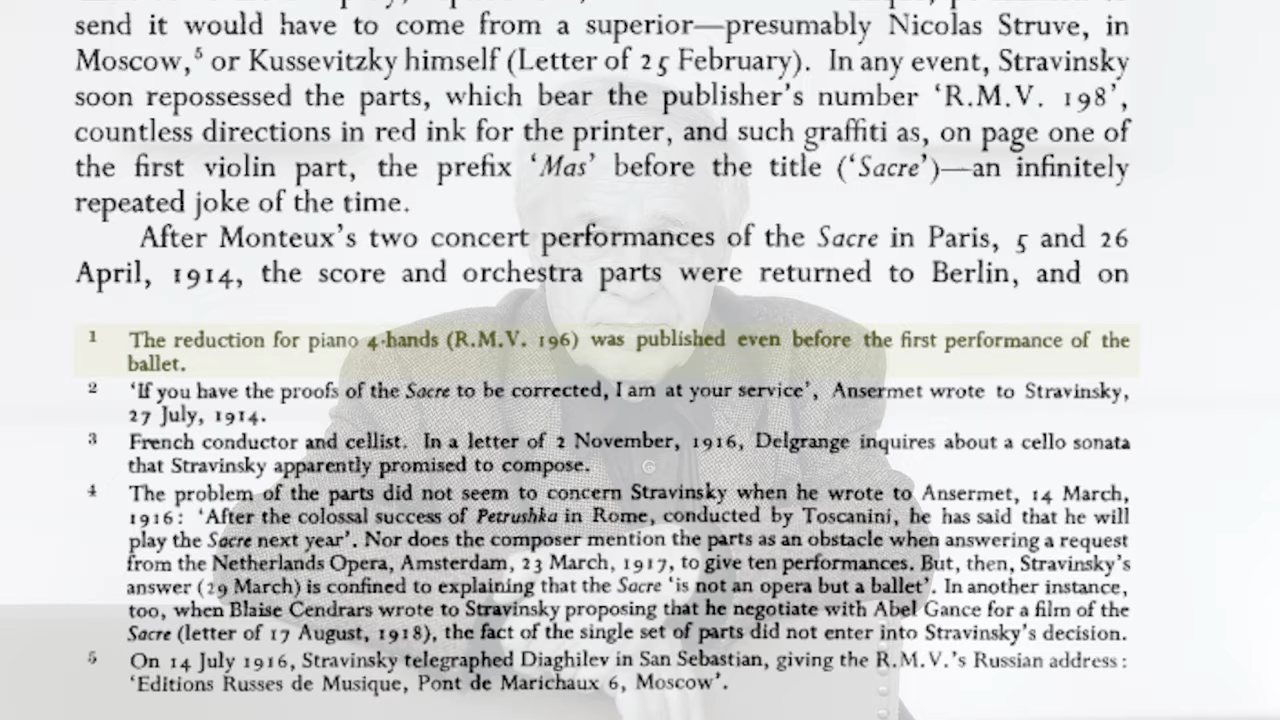 send it would have to come from a superior—presumably Nicolas Struve, in
Moscow,⁵ or Kussevitzky himself (Letter of 25 February). In any event, Stravinsky
soon repossessed the parts, which bear the publisher's number ‘R.M.V. 198’,
countless directions in red ink for the printer, and such graffiti as, on page one of
the first violin part, the prefix ‘Mas’ before the title (‘Sacre’)—an infinitely
repeated joke of the time.
After Monteux's two concert performances of the Sacre in Paris, 5 and 26
April, 1914, the score and orchestra parts were returned to Berlin, and on
1 The reduction for piano 4-hands (R.M.V. 196) was published even before the first performance of the
ballet.
2 ‘If you have the proofs of the Sacre to be corrected, I am at your service’, Ansermet wrote to Stravinsky,
27 July, 1914.
3 French conductor and cellist. In a letter of 2 November, 1916, Delgrange inquires about a cello sonata
that Stravinsky apparently promised to compose.
4 The problem of the parts did not seem to concern Stravinsky when he wrote to Ansermet, 14 March,
1916: ‘After the colossal success of Petrushka in Rome, conducted by Toscanini, he has said that he will
play the Sacre next year’. Nor does the composer mention the parts as an obstacle when answering a request
from the Netherlands Opera, Amsterdam, 23 March, 1917, to give ten performances. But, then, Stravinsky's
answer (29 March) is confined to explaining that the Sacre ‘is not an opera but a ballet’. In another instance,
too, when Blaise Cendrars wrote to Stravinsky proposing that he negotiate with Abel Gance for a film of the
Sacre (letter of 17 August, 1918), the fact of the single set of parts did not enter into Stravinsky's decision.
5 On 14 July 1916, Stravinsky telegraphed Diaghilev in San Sebastian, giving the R.M.V.'s Russian address:
‘Editions Russes de Musique, Pont de Marichaux 6, Moscow’.